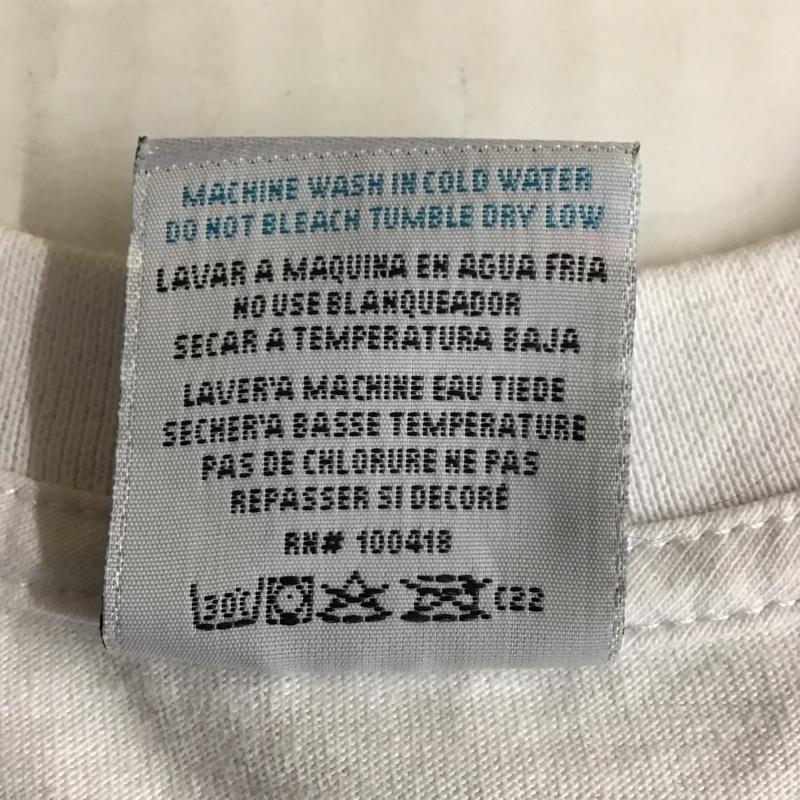 MACHINE WASH IN COLD WATER
DO NOT BLEACH TUMBLE DRY LOW
LAVAR A MAQUINA EN AGUA FRIA
NO USE BLANQUEADOR
SECAR A TEMPERATURA BAJA
LAVER'A MACHINE EAU TIEDE
SECHER'A BASSE TEMPERATURE
PAS DE CHLORURE NE PAS
REPASSER SI DECORÉ
RN# 100418
30°C C22